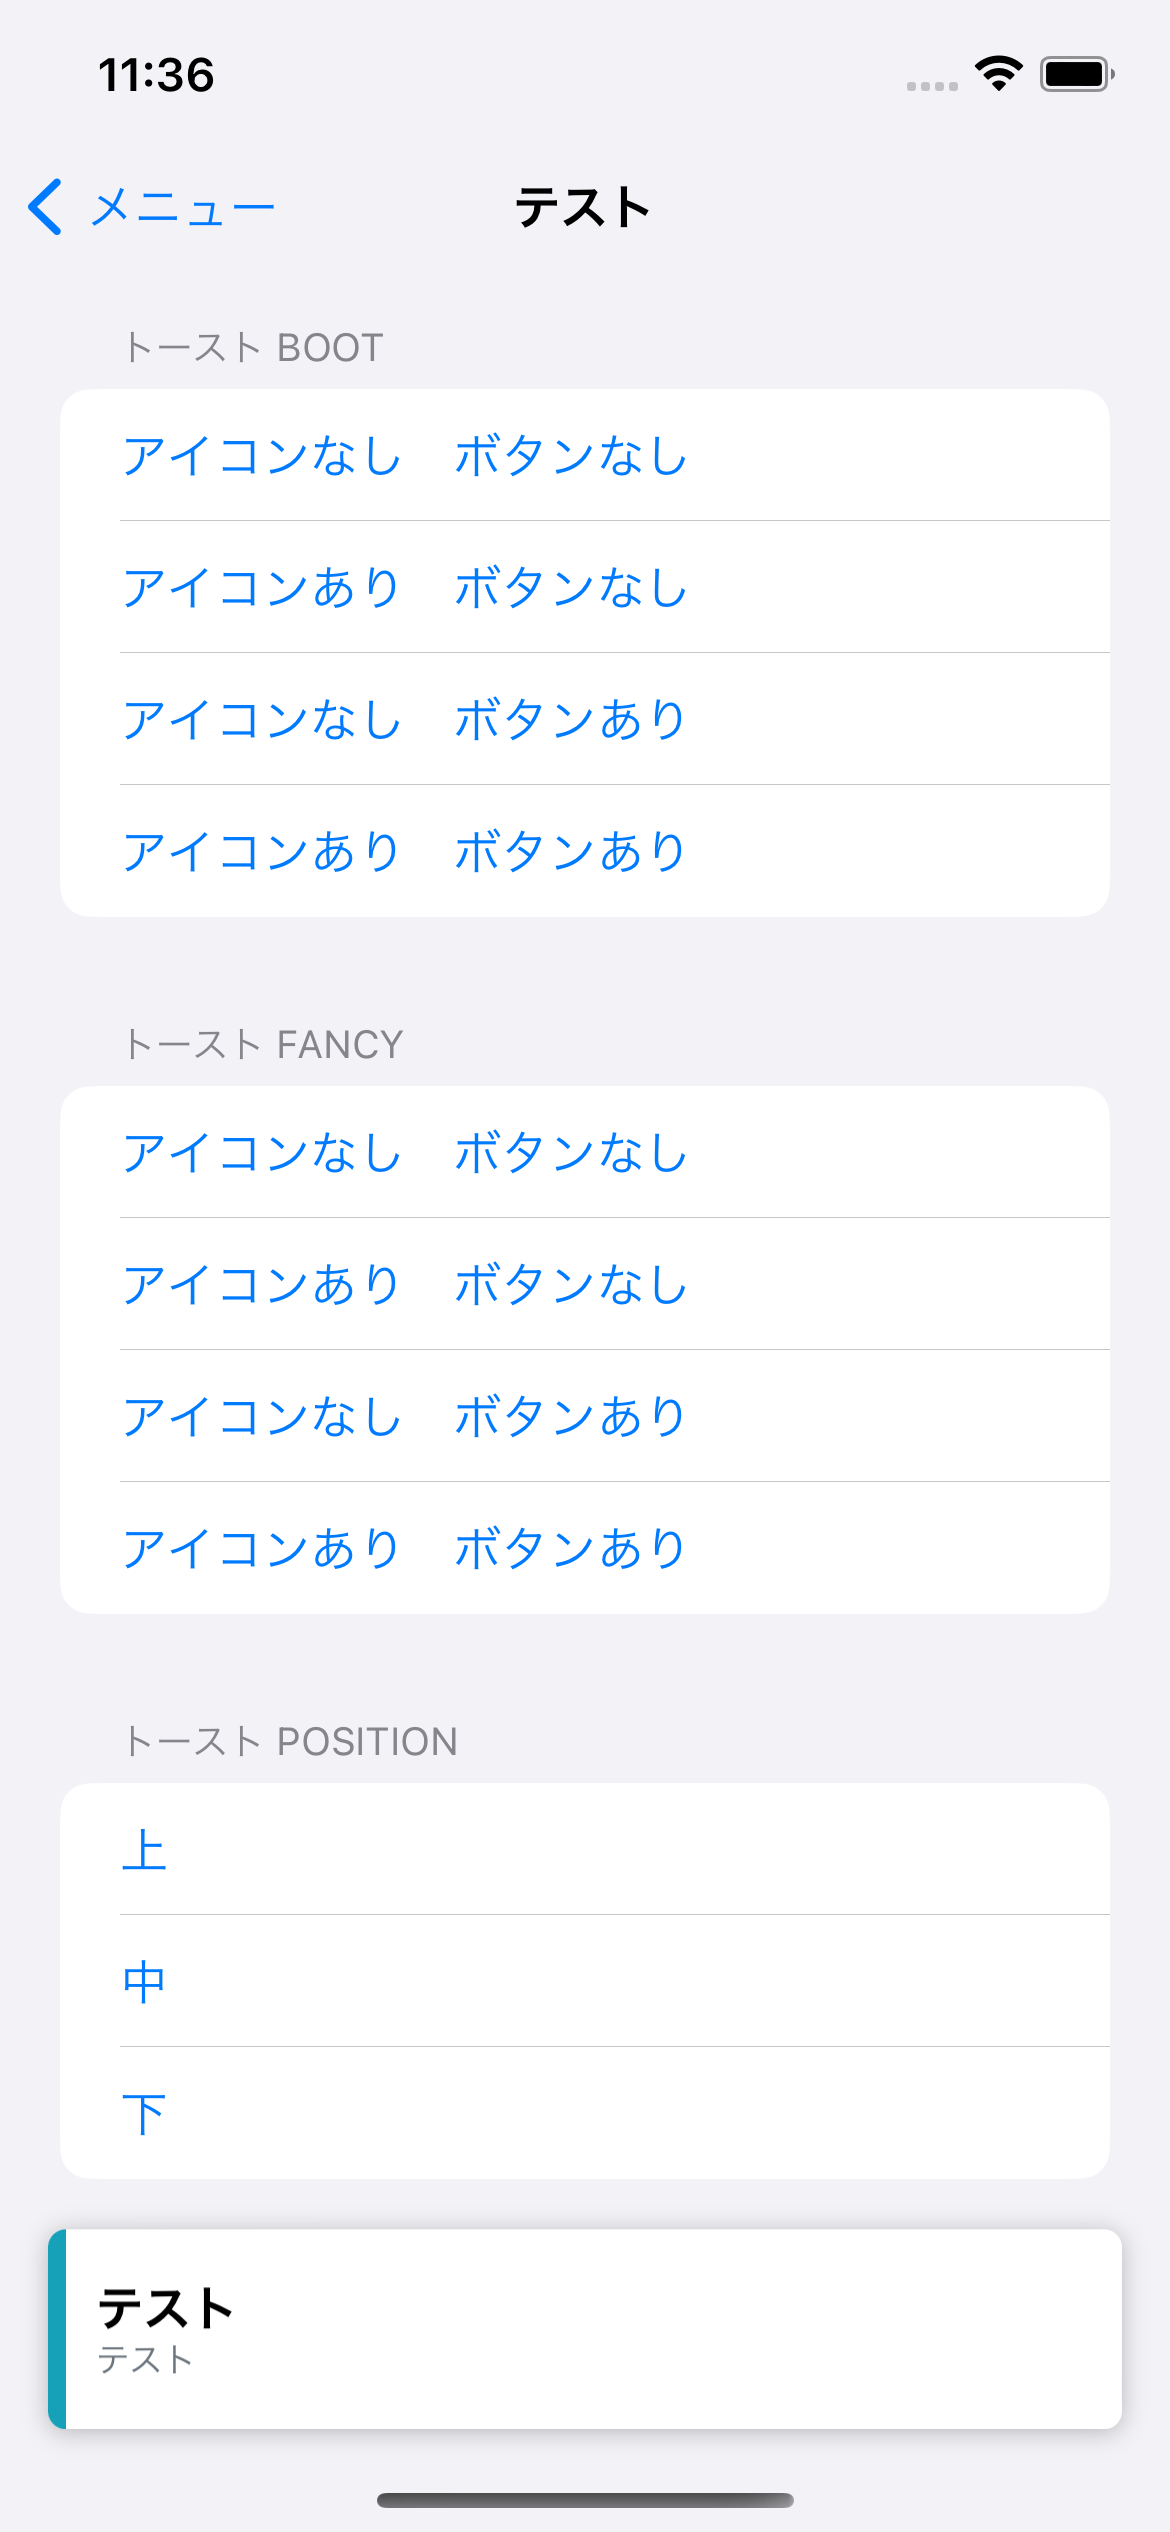 11:36
メニュー
テスト
トースト BOOT
アイコンなし　ボタンなし
アイコンあり　ボタンなし
アイコンなし　ボタンあり
アイコンあり　ボタンあり
トースト FANCY
アイコンなし　ボタンなし
アイコンあり　ボタンなし
アイコンなし　ボタンあり
アイコンあり　ボタンあり
トースト POSITION
上
中
下
テスト
テスト